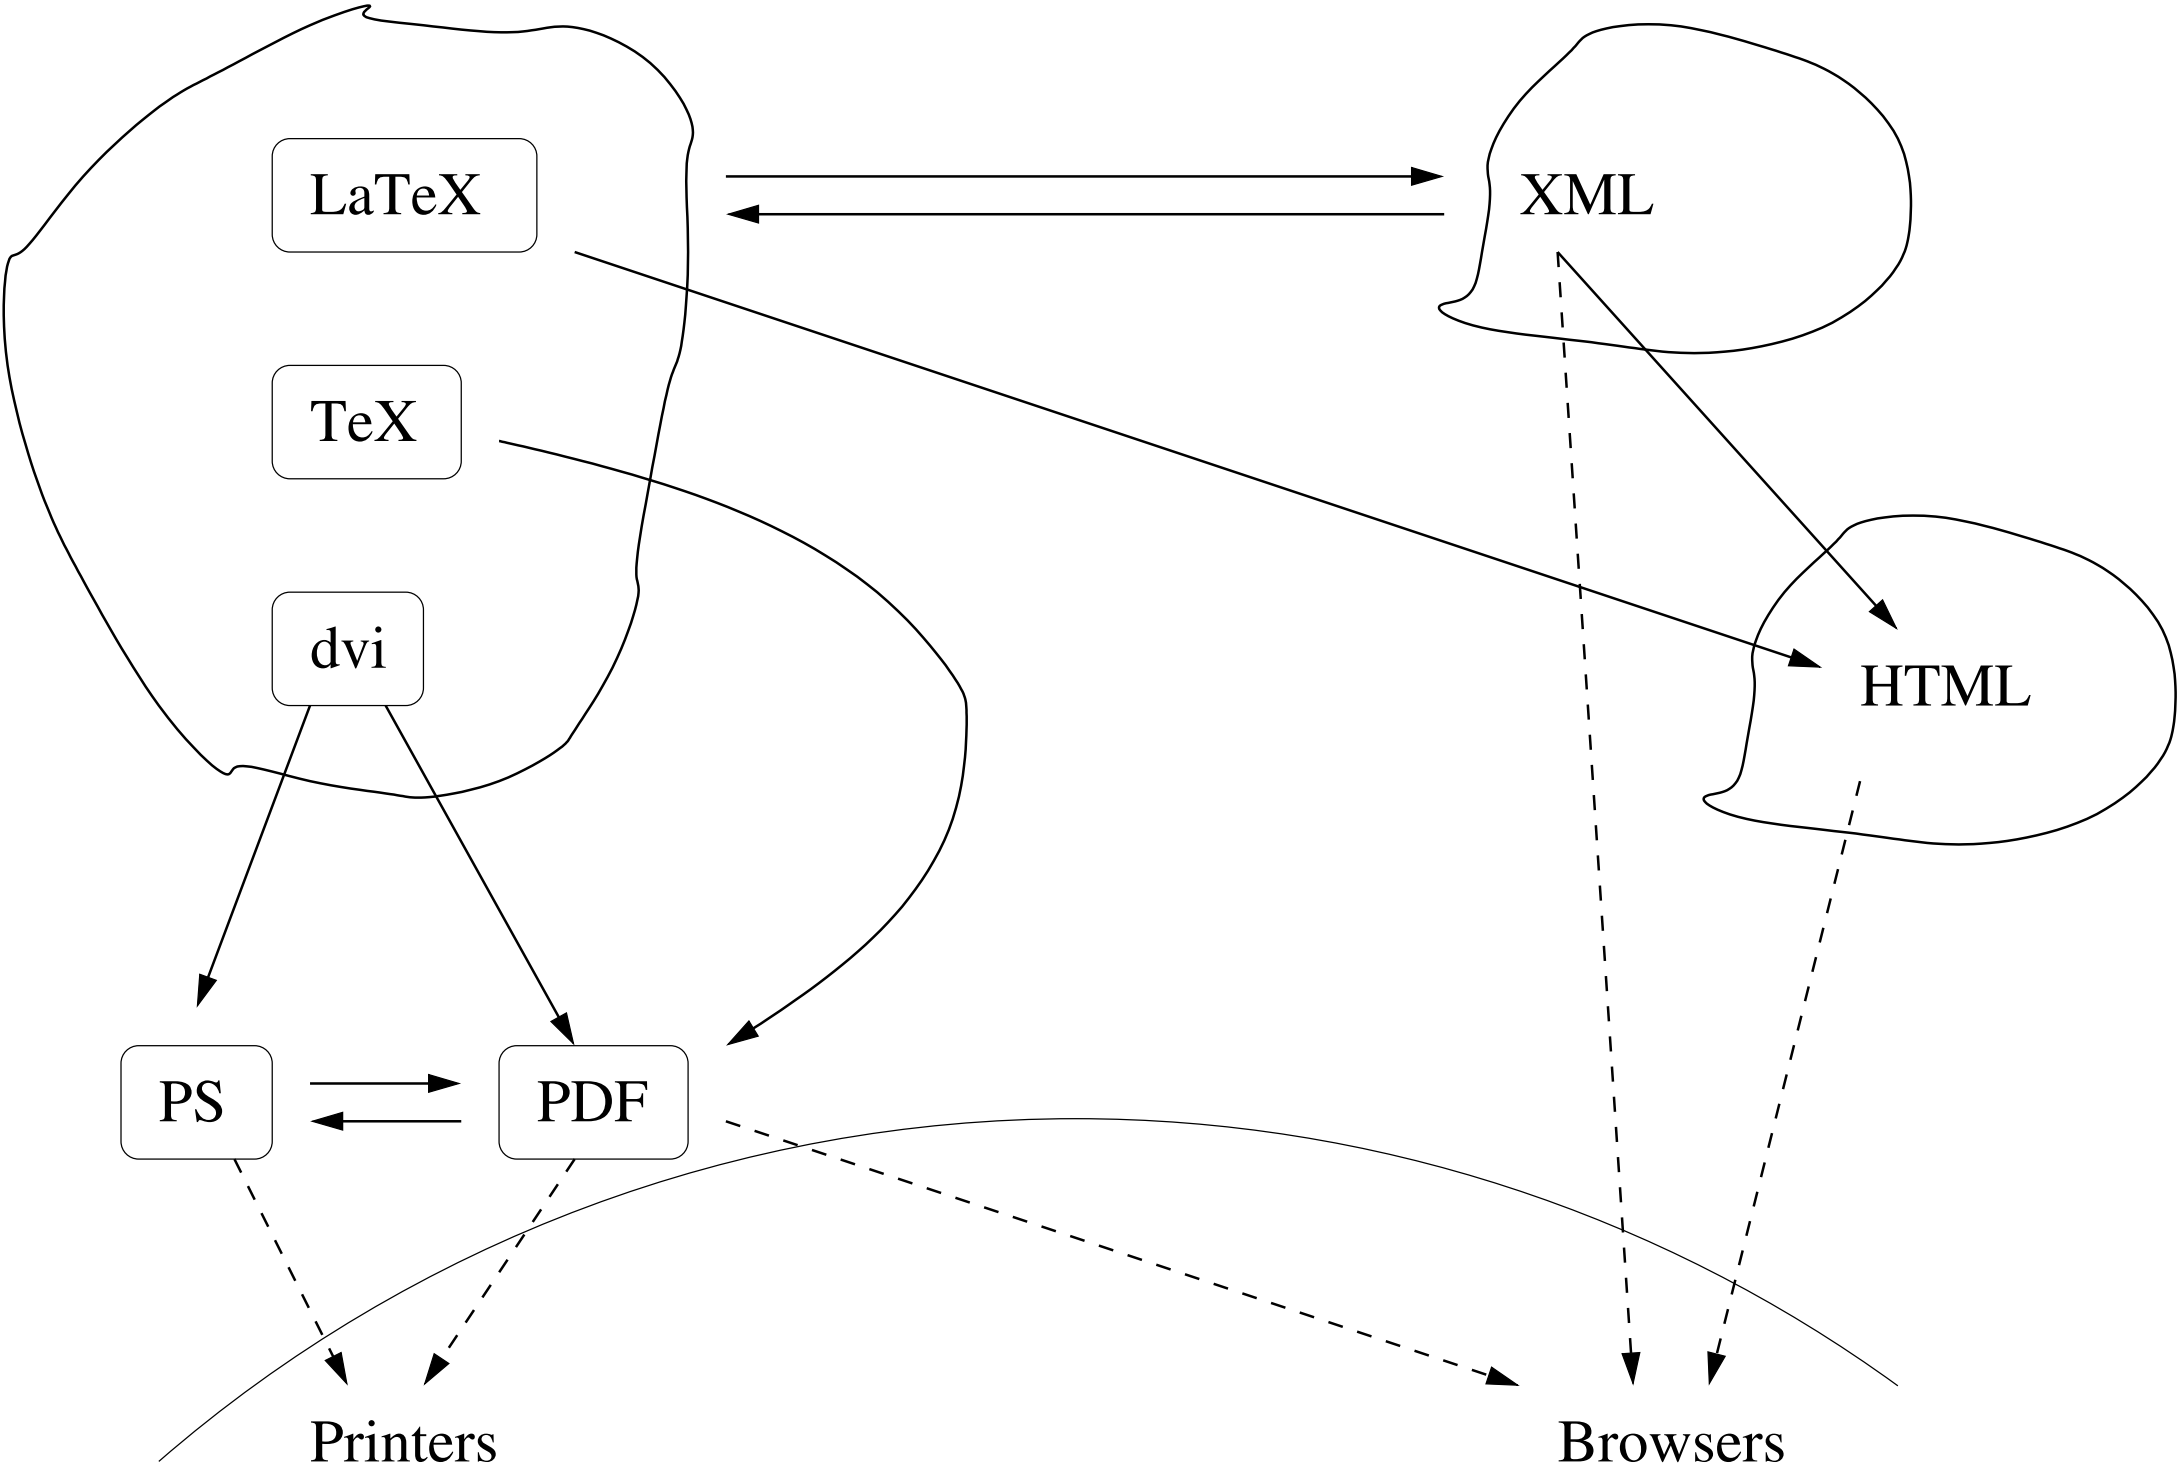 LaTeX
XML
TeX
dvi
HTML
PS
PDF
Printers
Browsers